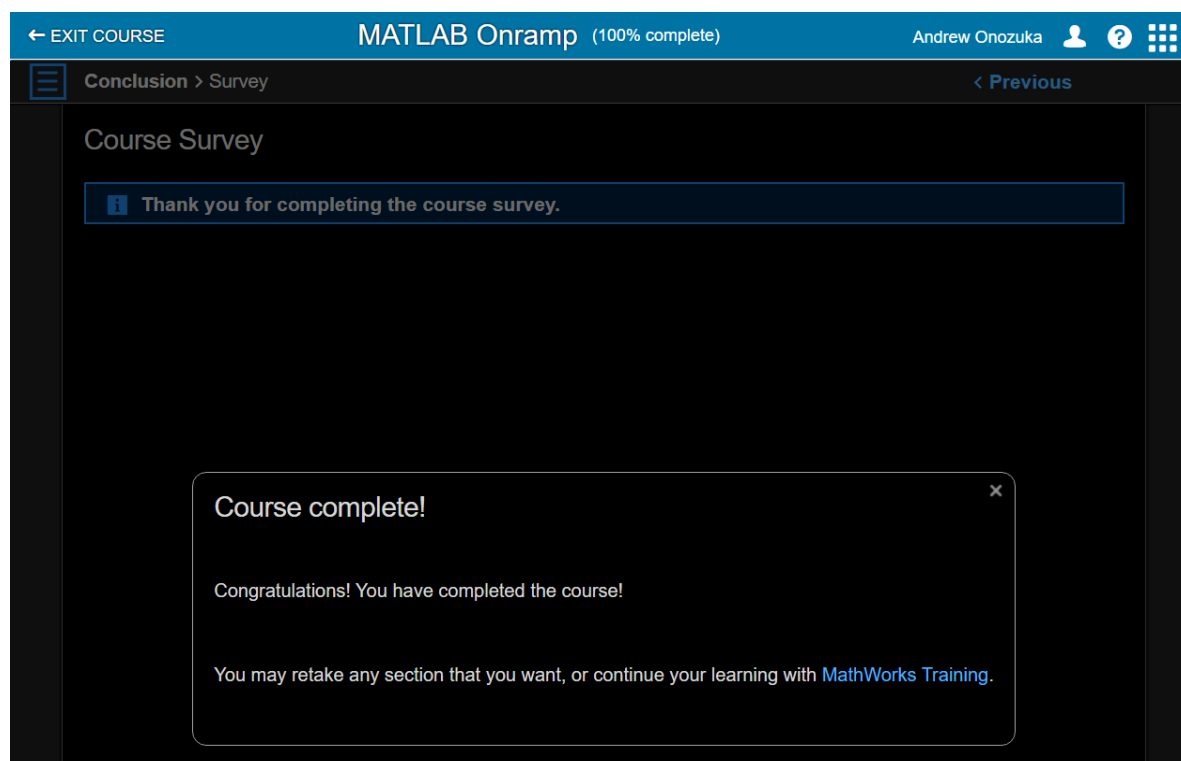 ← EXIT COURSE MATLAB Onramp (100% complete) Andrew Onozuka
Conclusion > Survey < Previous
Course Survey
Thank you for completing the course survey.
Course complete!
Congratulations! You have completed the course!
You may retake any section that you want, or continue your learning with MathWorks Training.